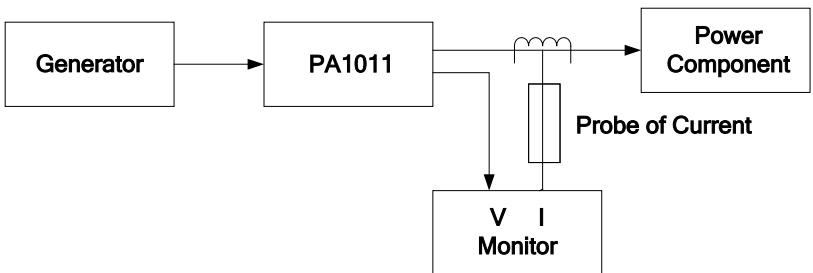 Generator
PA1011
Power
Component
Probe of Current
V I
Monitor